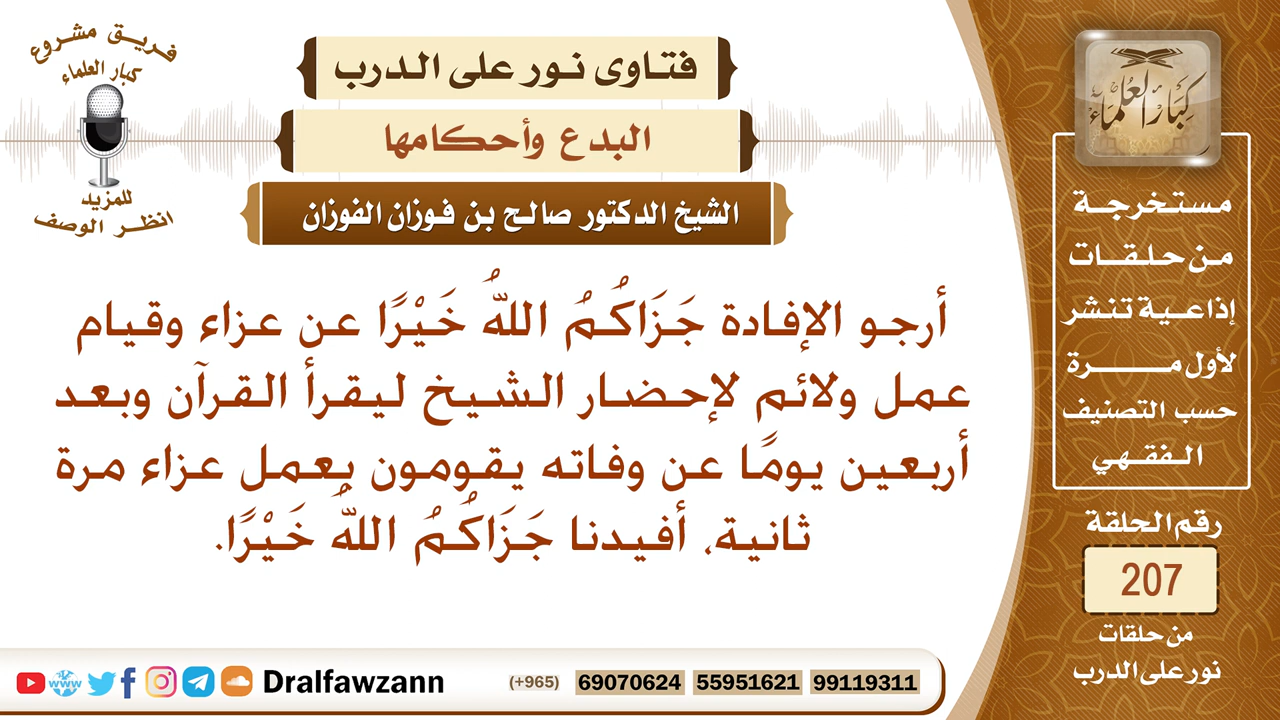 فريق مشروع
كبار العلماء
للمزيد
انظر الوصف
فتاوى نور على الدرب
البدع وأحكامها
الشيخ الدكتور صالح بن فوزان الفوزان
أرجو الإفادة جَزَاكُمُ اللهُ خَيْرًا عن عزاء وقيام
عمل ولائم لإحضار الشيخ ليقرأ القرآن وبعد
أربعين يومًا عن وفاته يقومون بعمل عزاء مرة
ثانية، أفيدنا جَزَاكُمُ اللهُ خَيْرًا.
كبار العلماء
مستخرجة
من حلقات
إذاعية تنشر
لأول مرة
حسب التصنيف
الفقهي
رقم الحلقة
207
من حلقات
نور على الدرب
www
Dralfawzann (+965) 69070624 55951621 99119311